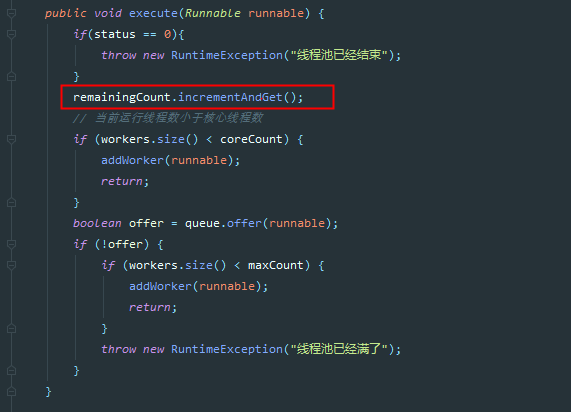 public void execute(Runnable runnable) {
if(status == 0){
throw new RuntimeException("线程池已经结束");
}
remainingCount.incrementAndGet();
// 当前运行线程数小于核心线程数
if (workers.size() < coreCount) {
addWorker(runnable);
return;
}
boolean offer = queue.offer(runnable);
if (!offer) {
if (workers.size() < maxCount) {
addWorker(runnable);
return;
}
throw new RuntimeException("线程池已经满了");
}
}